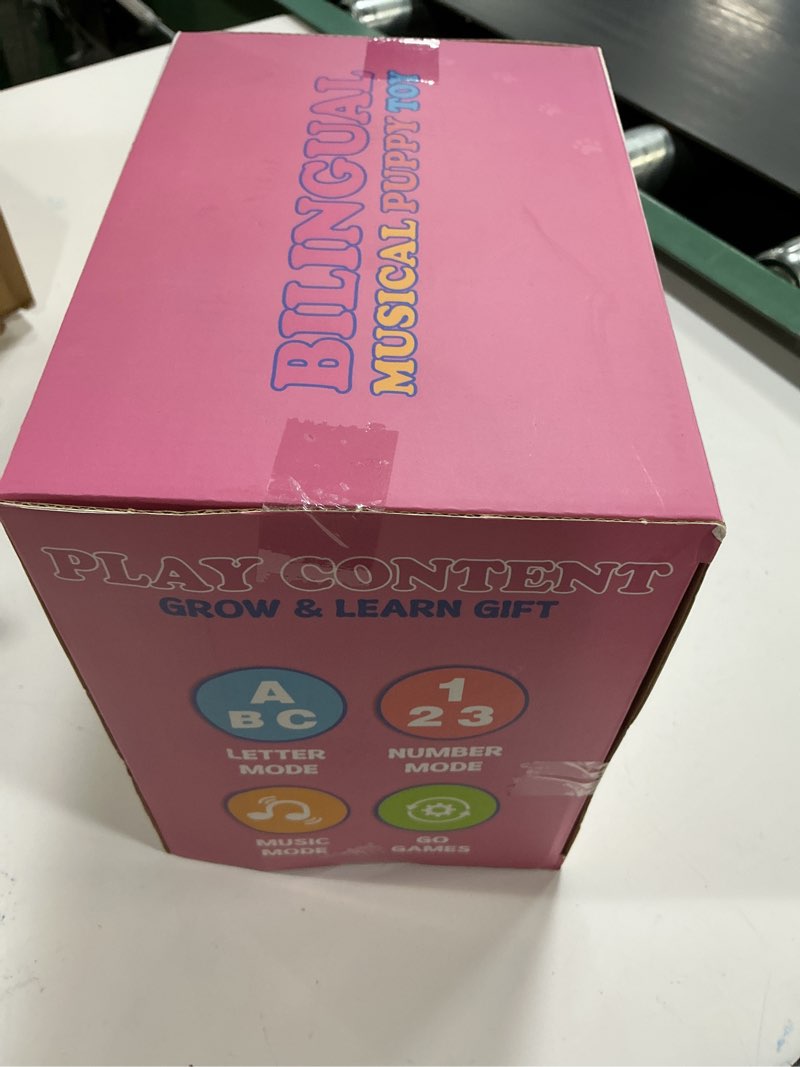 BILINGUAL
MUSICAL PUPPY TOY
PLAY CONTENT
GROW & LEARN GIFT
A
B C
1
2 3
LETTER
MODE
NUMBER
MODE
MUSIC
MODE
GO
GAMES